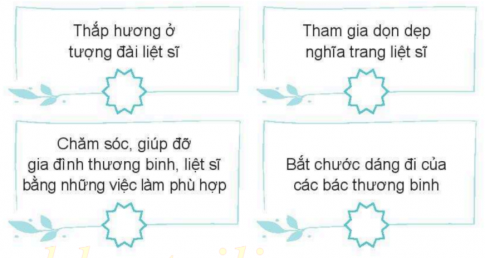 Thắp hương ở
tượng đài liệt sĩ
Tham gia dọn dẹp
nghĩa trang liệt sĩ
Chăm sóc, giúp đỡ
gia đình thương binh, liệt sĩ
bằng những việc làm phù hợp
Bắt chước dáng đi của
các bác thương binh